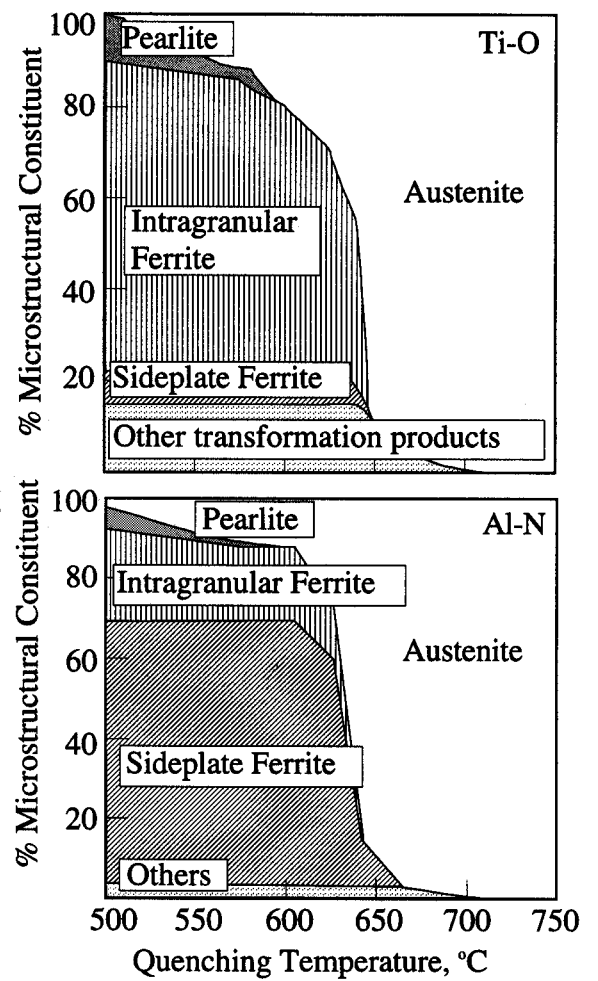 % Microstructural Constituent
100
80
60
40
20
Pearlite
Ti-O
Austenite
Intragranular
Ferrite
Sideplate Ferrite
Other transformation products
% Microstructural Constituent
100
80
60
40
20
Pearlite
Al-N
Intragranular Ferrite
Austenite
Sideplate Ferrite
Others
500 550 600 650 700 750
Quenching Temperature, ºC